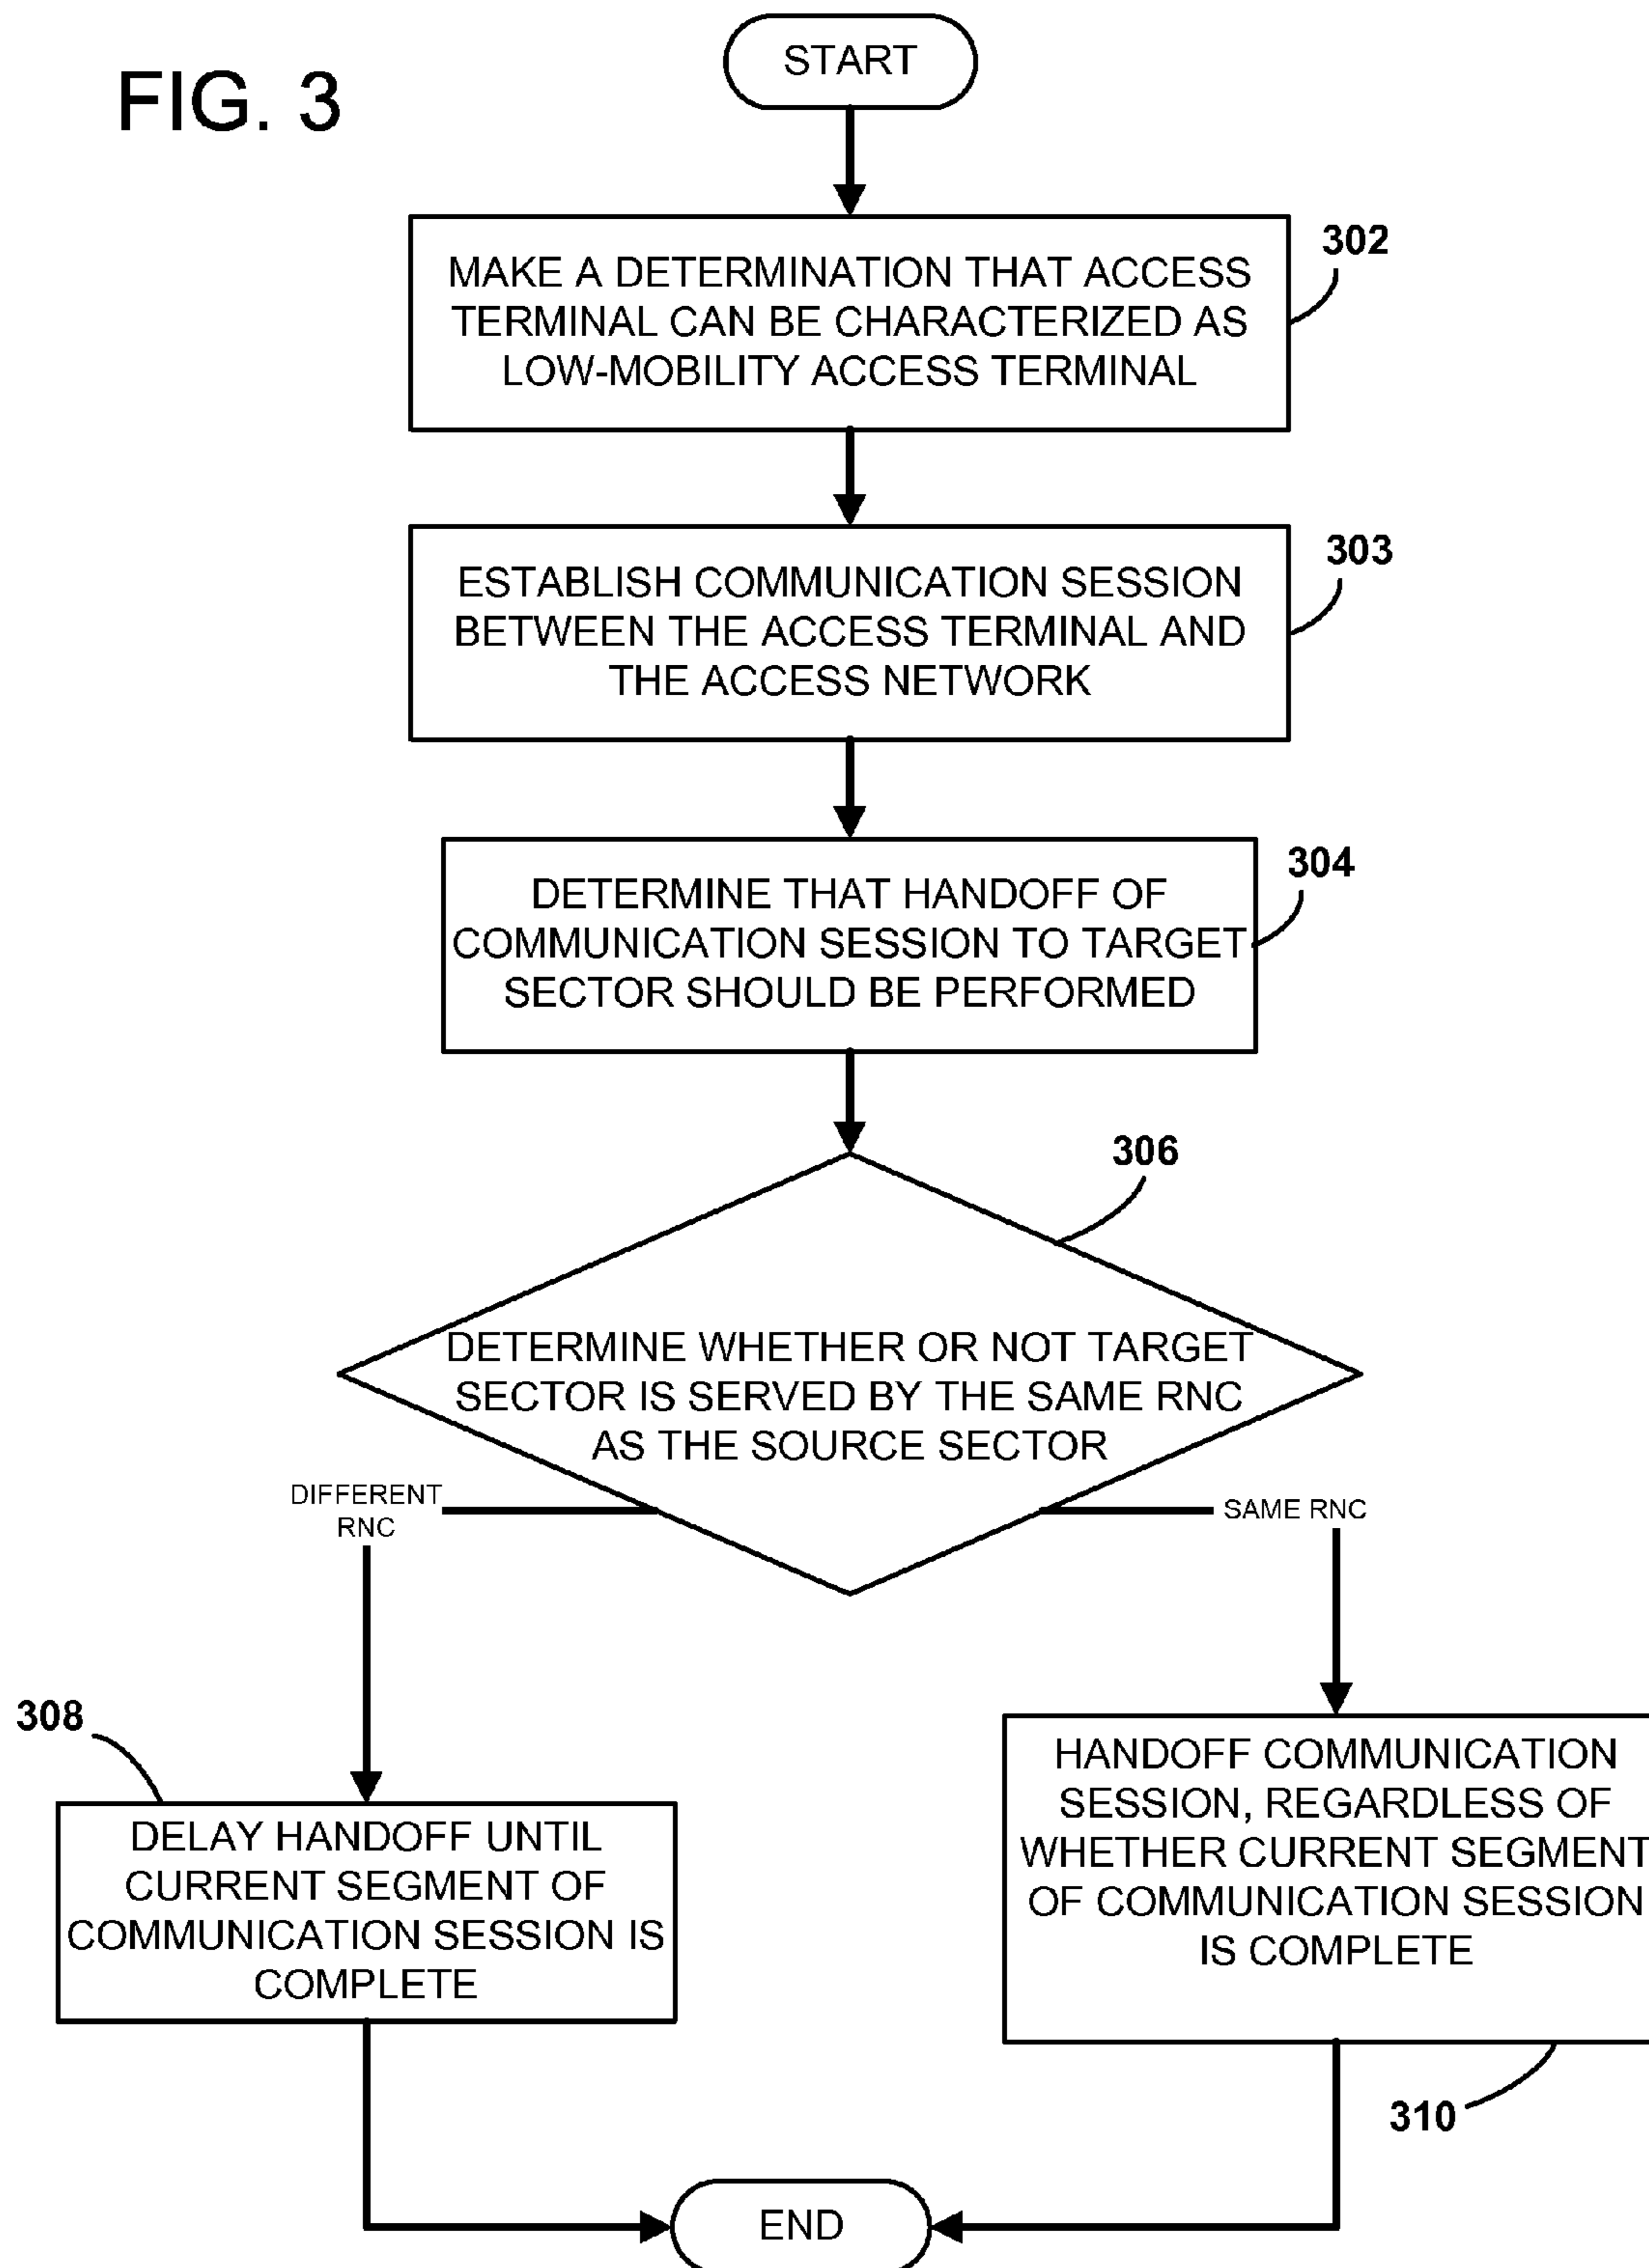 FIG. 3
START
302
MAKE A DETERMINATION THAT ACCESS
TERMINAL CAN BE CHARACTERIZED AS
LOW-MOBILITY ACCESS TERMINAL
303
ESTABLISH COMMUNICATION SESSION
BETWEEN THE ACCESS TERMINAL AND
THE ACCESS NETWORK
304
DETERMINE THAT HANDOFF OF
COMMUNICATION SESSION TO TARGET
SECTOR SHOULD BE PERFORMED
306
DETERMINE WHETHER OR NOT TARGET
SECTOR IS SERVED BY THE SAME RNC
AS THE SOURCE SECTOR
DIFFERENT
RNC
SAME RNC
308
DELAY HANDOFF UNTIL
CURRENT SEGMENT OF
COMMUNICATION SESSION IS
COMPLETE
HANDOFF COMMUNICATION
SESSION, REGARDLESS OF
WHETHER CURRENT SEGMENT
OF COMMUNICATION SESSION
IS COMPLETE
310
END